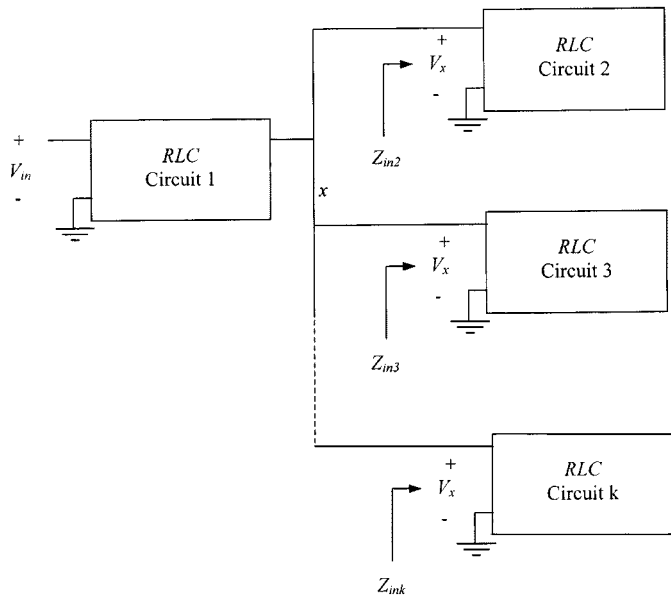 +
V_x
-
RLC
Circuit 2
Z_in2
+
V_in
-
RLC
Circuit 1
x
+
V_x
-
RLC
Circuit 3
Z_in3
+
V_x
-
RLC
Circuit k
Z_ink